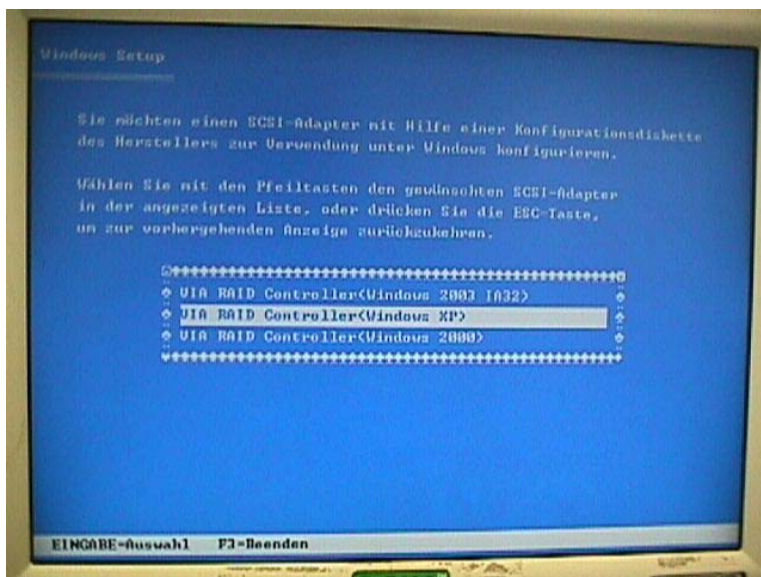 Windows Setup
Sie möchten einen SCSI-Adapter mit Hilfe einer Konfigurationsdiskette
des Herstellers zur Verwendung unter Windows konfigurieren.
Wählen Sie mit den Pfeiltasten den gewünschten SCSI-Adapter
in der angezeigten Liste, oder drücken Sie die ESC-Taste,
um zur vorhergehenden Anzeige zurückzukehren.
VIA RAID Controller<Windows 2003 IA32>
VIA RAID Controller<Windows XP>
VIA RAID Controller<Windows 2000>
EINGABE=Auswahl F3=Beenden